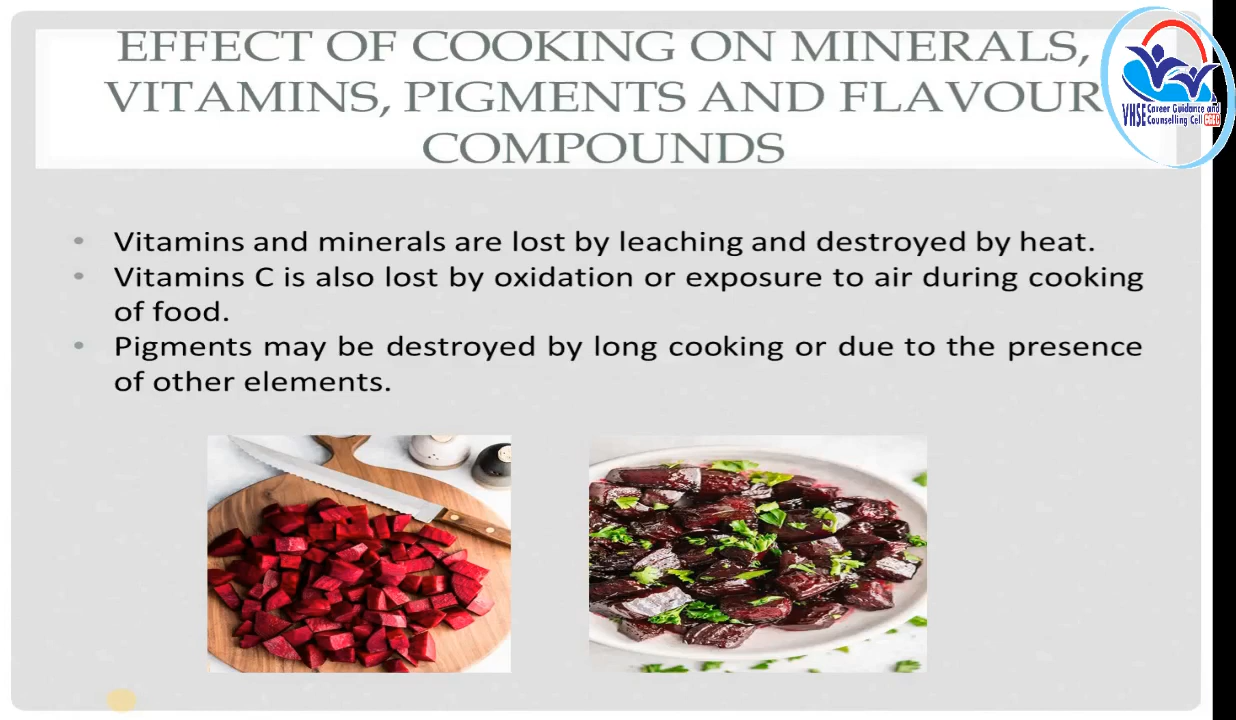 EFFECT OF COOKING ON MINERALS,
VITAMINS, PIGMENTS AND FLAVOUR
COMPOUNDS
VHSE Career Guidance and
Counselling Cell CGCC
• Vitamins and minerals are lost by leaching and destroyed by heat.
• Vitamins C is also lost by oxidation or exposure to air during cooking
of food.
• Pigments may be destroyed by long cooking or due to the presence
of other elements.